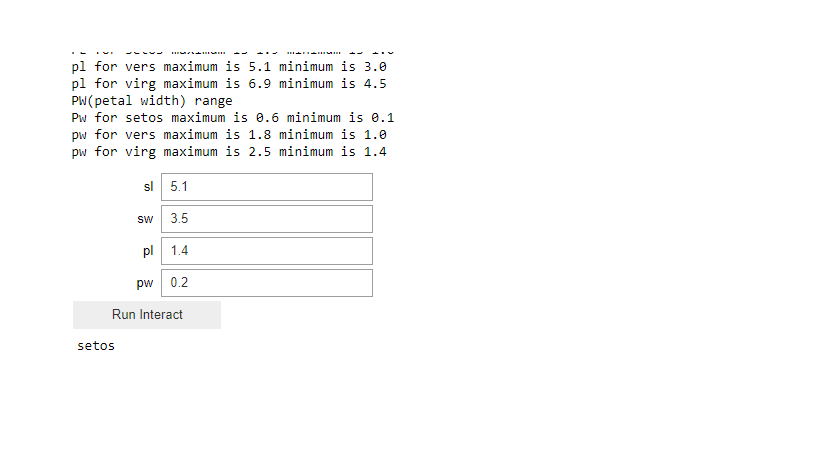 pl for vers maximum is 5.1 minimum is 3.0
pl for virg maximum is 6.9 minimum is 4.5
PW(petal width) range
Pw for setos maximum is 0.6 minimum is 0.1
pw for vers maximum is 1.8 minimum is 1.0
pw for virg maximum is 2.5 minimum is 1.4
sl 5.1
sw 3.5
pl 1.4
pw 0.2
Run Interact
setos